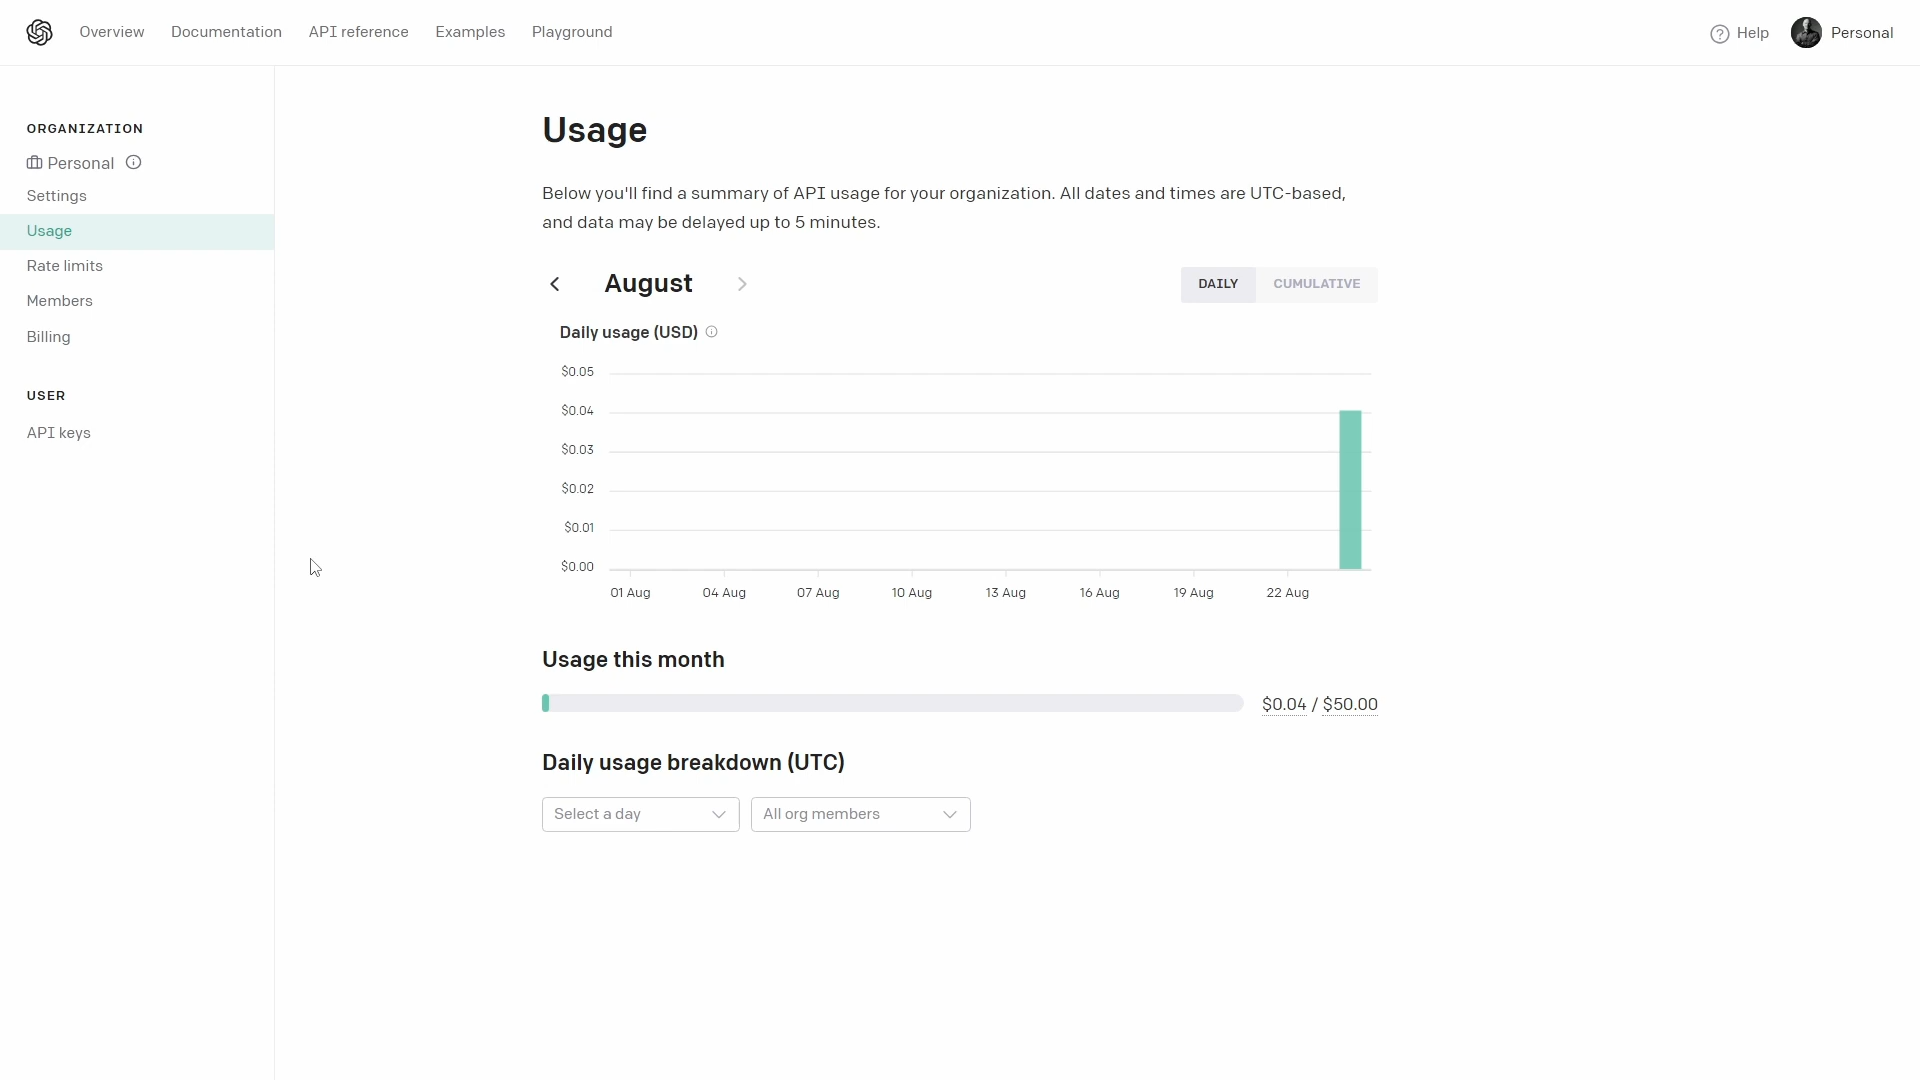 Overview Documentation API reference Examples Playground Help Personal
ORGANIZATION
Personal
Settings
Usage
Rate limits
Members
Billing
USER
API keys
Usage
Below you'll find a summary of API usage for your organization. All dates and times are UTC-based,
and data may be delayed up to 5 minutes.
August
DAILY CUMULATIVE
Daily usage (USD)
$0.05
$0.04
$0.03
$0.02
$0.01
$0.00
01 Aug 04 Aug 07 Aug 10 Aug 13 Aug 16 Aug 19 Aug 22 Aug
Usage this month
$0.04 / $50.00
Daily usage breakdown (UTC)
Select a day All org members